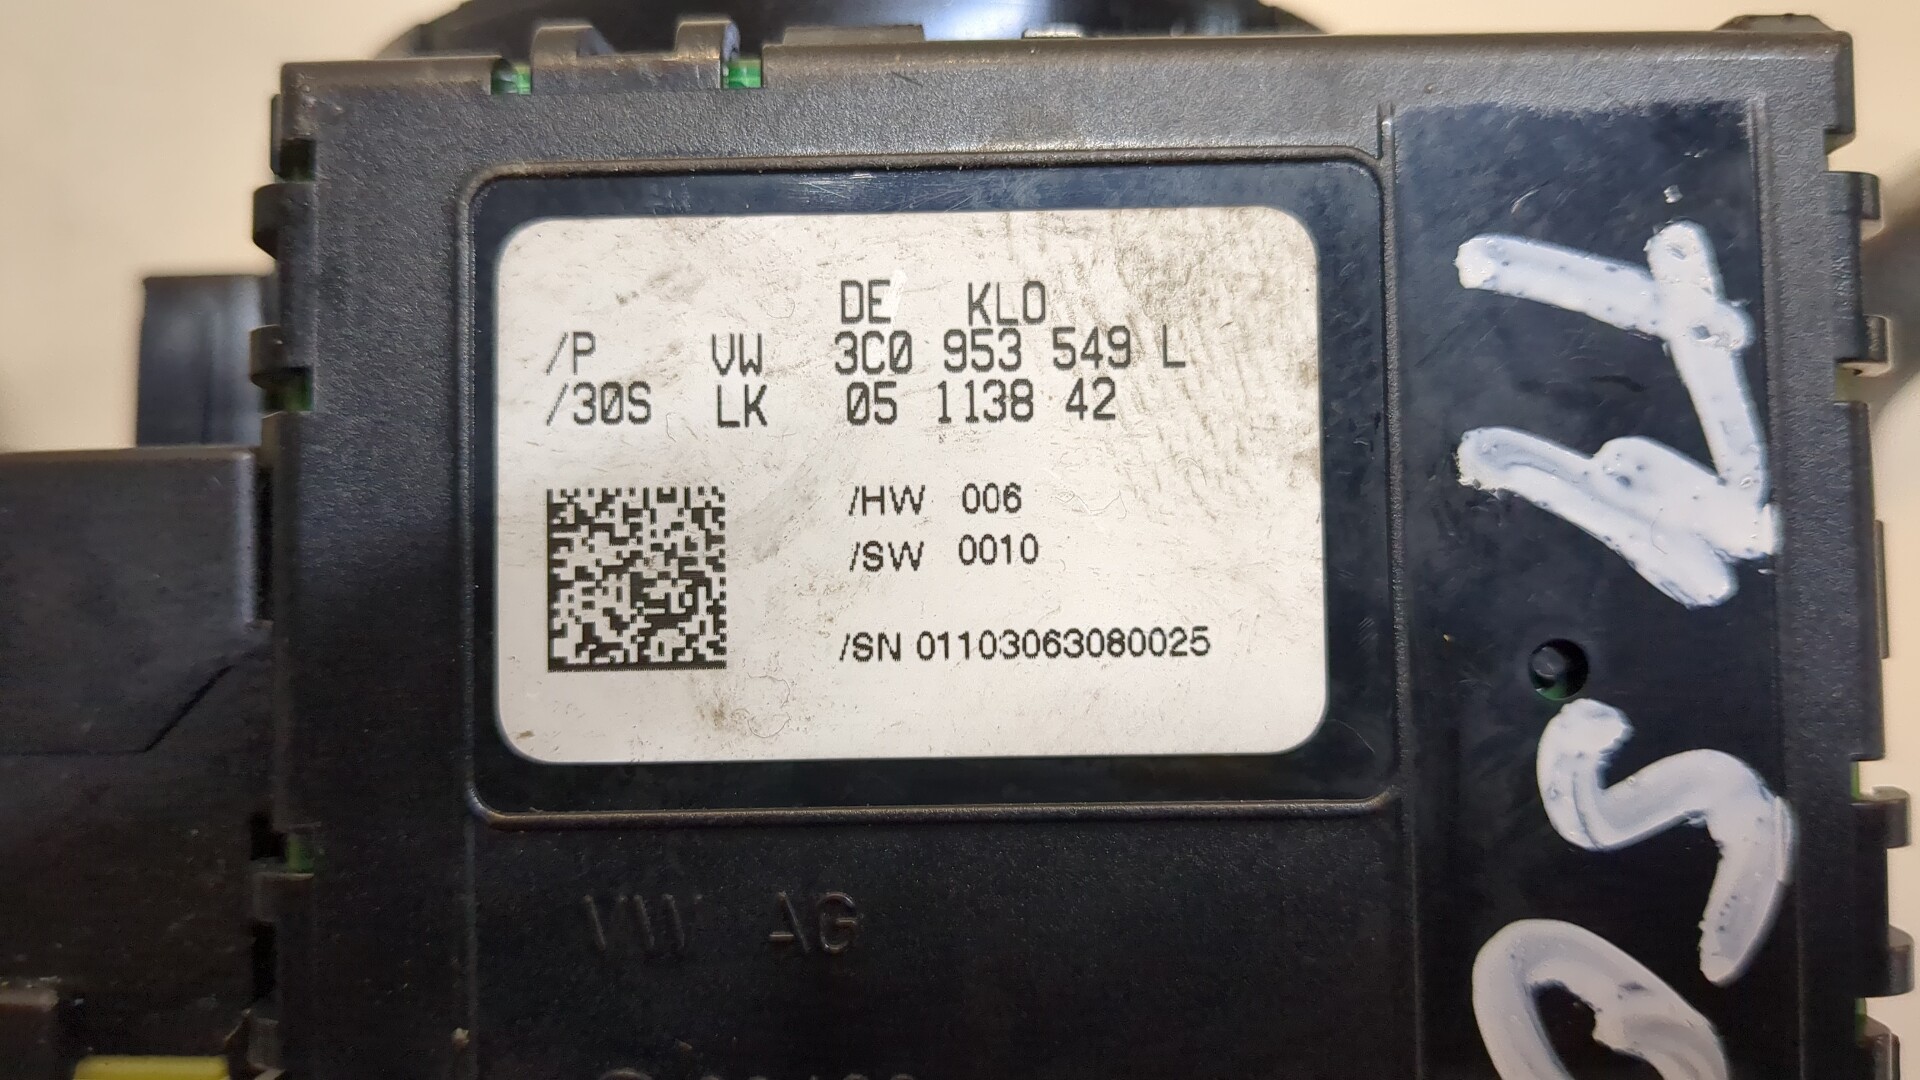 DE KLO
/P VW 3C0 953 549 L
/30S LK 05 1138 42
/HW 006
/SW 0010
/SN 01103063080025
VW AG